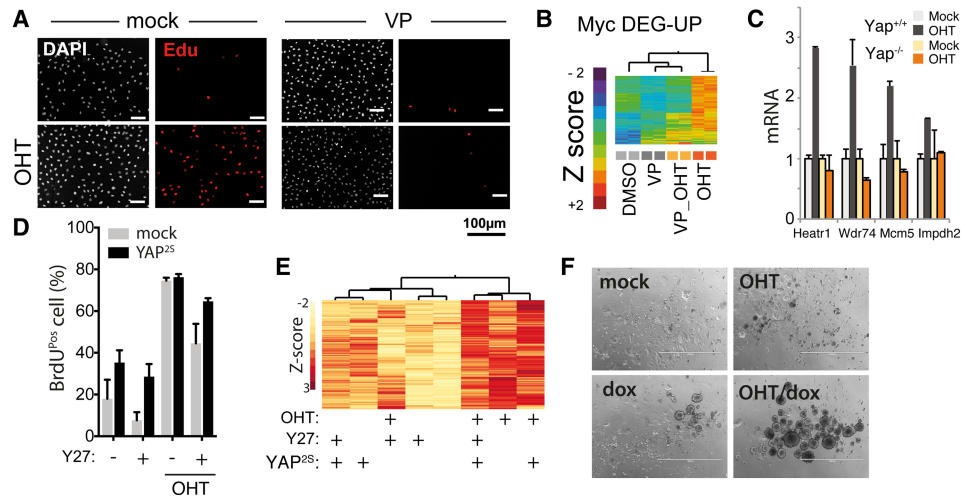 A
mock
VP
DAPI
Edu
OHT
100µm
B
Myc DEG-UP
Z score
- 2
+2
DMSO
VP
VP_OHT
OHT
C
mRNA
3
2
1
0
Yap+/+
Mock
OHT
Yap-/-
Mock
OHT
Heatr1 Wdr74 Mcm5 Impdh2
D
BrdUPos cell (%)
100
80
60
40
20
0
mock
YAP2S
Y27: - + - +
OHT
E
Z-score
-2
3
OHT: + + + +
Y27: + + + +
YAP2S: + + + +
F
mock
OHT
dox
OHT/dox